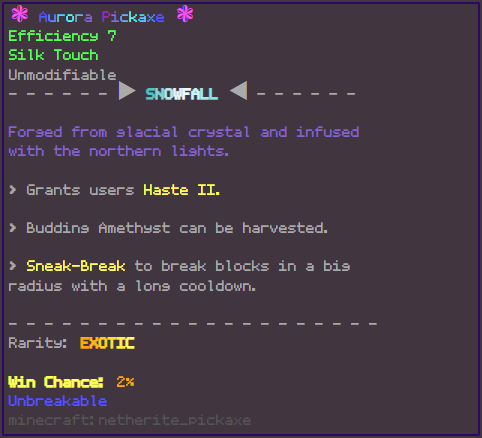 ❃ Aurora Pickaxe ❃
Efficiency 7
Silk Touch
Unmodifiable
- - - - - - ▶ SNOWFALL ◀ - - - - - -
Forged from glacial crystal and infused
with the northern lights.
> Grants users Haste II.
> Budding Amethyst can be harvested.
> Sneak-Break to break blocks in a big
radius with a long cooldown.
- - - - - - - - - - - - - - - - - - - - - -
Rarity: EXOTIC
Win Chance: 2%
Unbreakable
minecraft:netherite_pickaxe